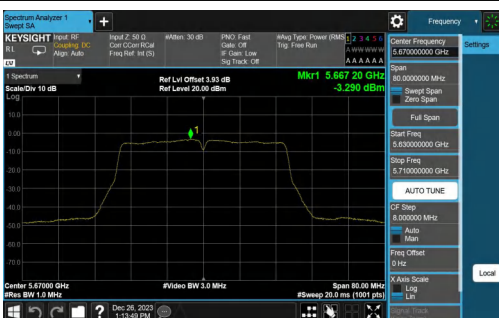 Spectrum Analyzer 1
Swept SA
+
Frequency
KEYSIGHT
RL
LXI
Input: RF
Coupling: DC
Align: Auto
Input Z: 50 Ω
Corr CCorr RCal
Freq Ref: Int (S)
#Atten: 30 dB
PNO: Fast
Gate: Off
IF Gain: Low
Sig Track: Off
#Avg Type: Power (RMS
Trig: Free Run
1 2 3 4 5 6
A W W W W W
A A A A A A
1 Spectrum
Scale/Div 10 dB
Ref Lvl Offset 3.93 dB
Ref Level 20.00 dBm
Mkr1 5.667 20 GHz
-3.290 dBm
Log
10.0
0.00
-10.0
-20.0
-30.0
-40.0
-50.0
-60.0
-70.0
1
Center 5.67000 GHz
#Res BW 1.0 MHz
#Video BW 3.0 MHz
Span 80.00 MHz
#Sweep 20.0 ms (1001 pts)
Center Frequency
5.670000000 GHz
Settings
Span
80.0000000 MHz
Swept Span
Zero Span
Full Span
Start Freq
5.630000000 GHz
Stop Freq
5.710000000 GHz
AUTO TUNE
CF Step
8.000000 MHz
Auto
Man
Freq Offset
0 Hz
X Axis Scale
Log
Lin
Signal Track
Local
?
Dec 26, 2023
1:13:49 PM